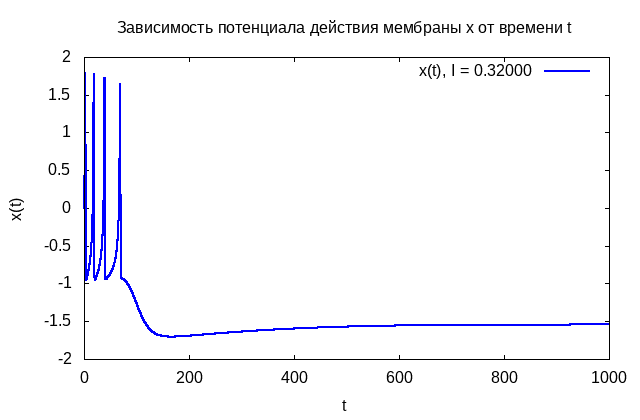 Зависимость потенциала действия мембраны x от времени t
x(t), I = 0.32000
2
1.5
1
0.5
0
-0.5
-1
-1.5
-2
x(t)
0 200 400 600 800 1000
t